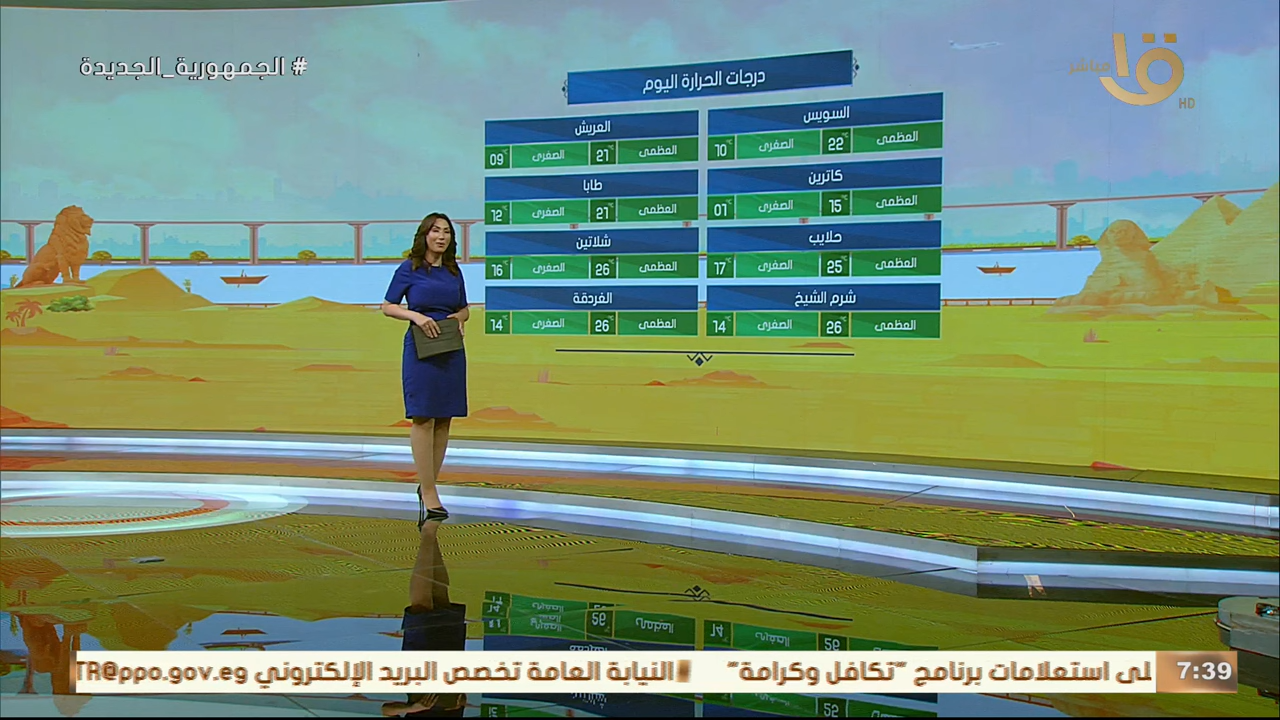 # الجمهورية_الجديدة
مباشر
HD
درجات الحرارة اليوم
السويس
العظمى 22°C الصغرى 10°C
العريش
العظمى 21°C الصغرى 09°C
كاترين
العظمى 15°C الصغرى 01°C
طابا
العظمى 21°C الصغرى 12°C
حلايب
العظمى 25°C الصغرى 17°C
شلاتين
العظمى 26°C الصغرى 16°C
شرم الشيخ
العظمى 26°C الصغرى 14°C
الغردقة
العظمى 26°C الصغرى 14°C
7:39
استعلامات برنامج "تكافل وكرامة" النيابة العامة تخصص البريد الإلكتروني TR@ppo.gov.eg